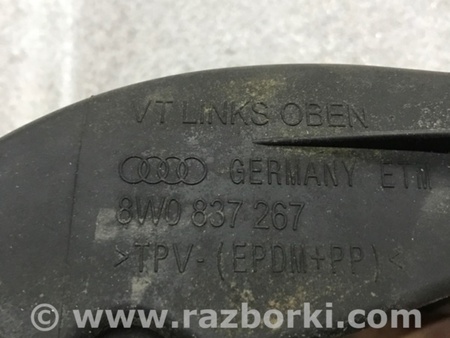 VT LINKS OBEN
GERMANY ETM
8W0 837 267
>TPV-(EPDM+PP)<
www.razborki.com